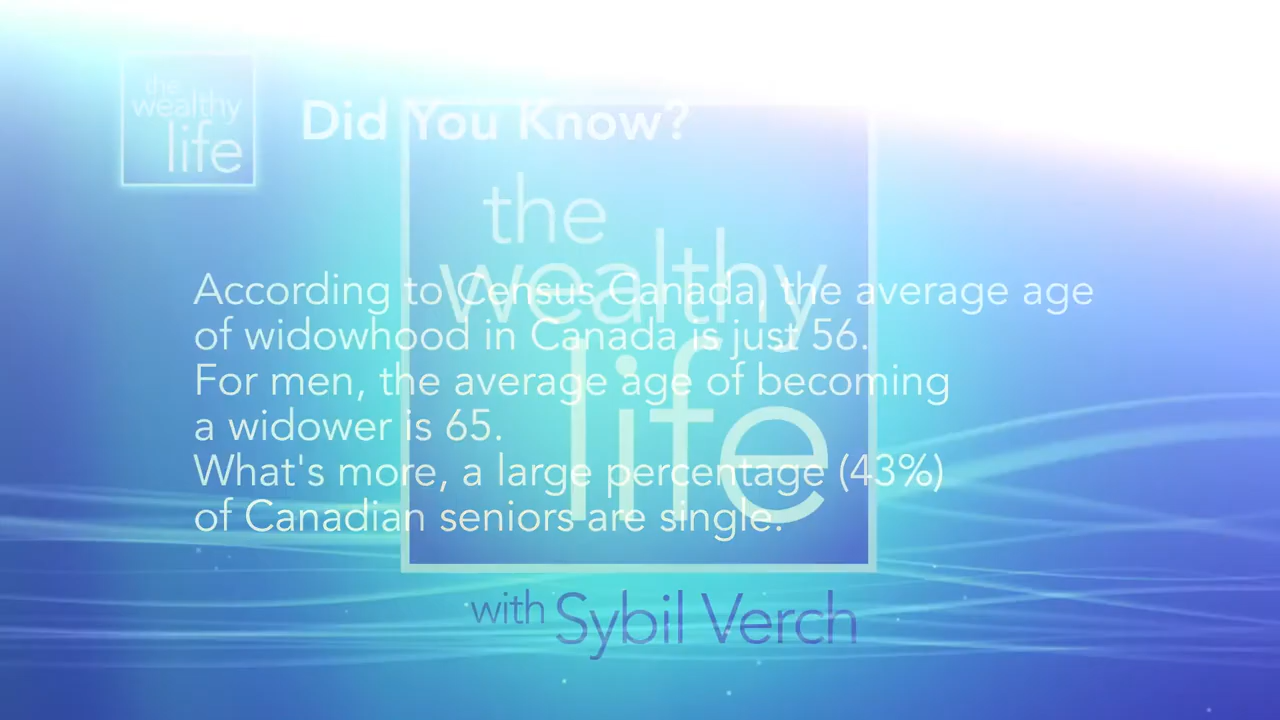 the
wealthy
life
Did You Know?
the
wealthy
life
According to Census Canada, the average age
of widowhood in Canada is just 56.
For men, the average age of becoming
a widower is 65.
What's more, a large percentage (43%)
of Canadian seniors are single.
with Sybil Verch